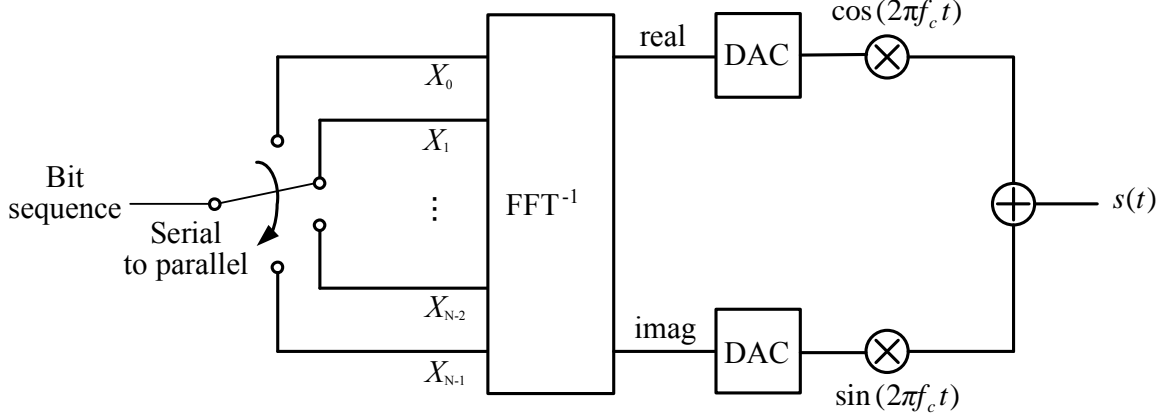 cos(2πf_c t)
real
DAC
X_0
X_1
Bit
sequence
⋮
FFT^-1
s(t)
Serial
to parallel
X_N-2
imag
DAC
X_N-1
sin(2πf_c t)